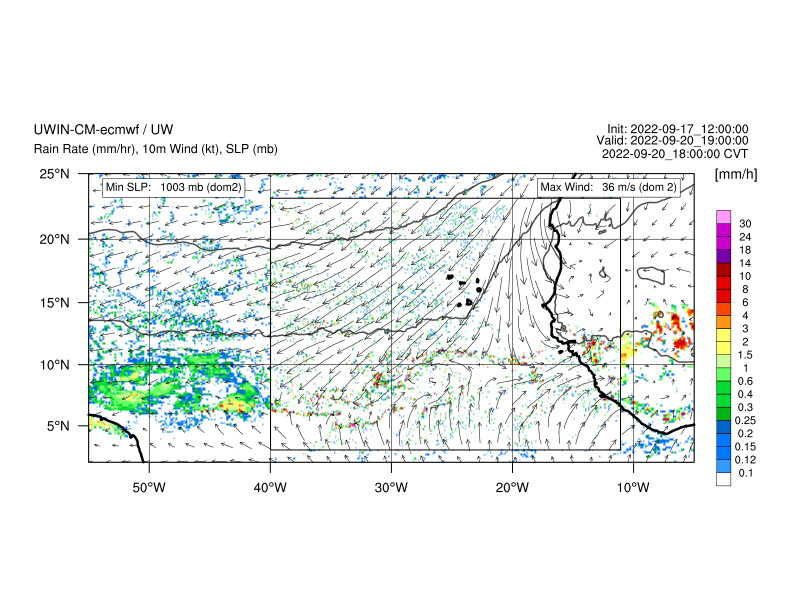 UWIN-CM-ecmwf / UW
Init: 2022-09-17_12:00:00
Valid: 2022-09-20_19:00:00
Rain Rate (mm/hr), 10m Wind (kt), SLP (mb)
2022-09-20_18:00:00 CVT
[mm/h]
Min SLP: 1003 mb (dom2)
Max Wind: 36 m/s (dom 2)
25°N
20°N
15°N
10°N
5°N
50°W
40°W
30°W
20°W
10°W
30
24
18
14
10
8
6
4
3
2
1.5
1
0.6
0.4
0.3
0.25
0.2
0.15
0.12
0.1